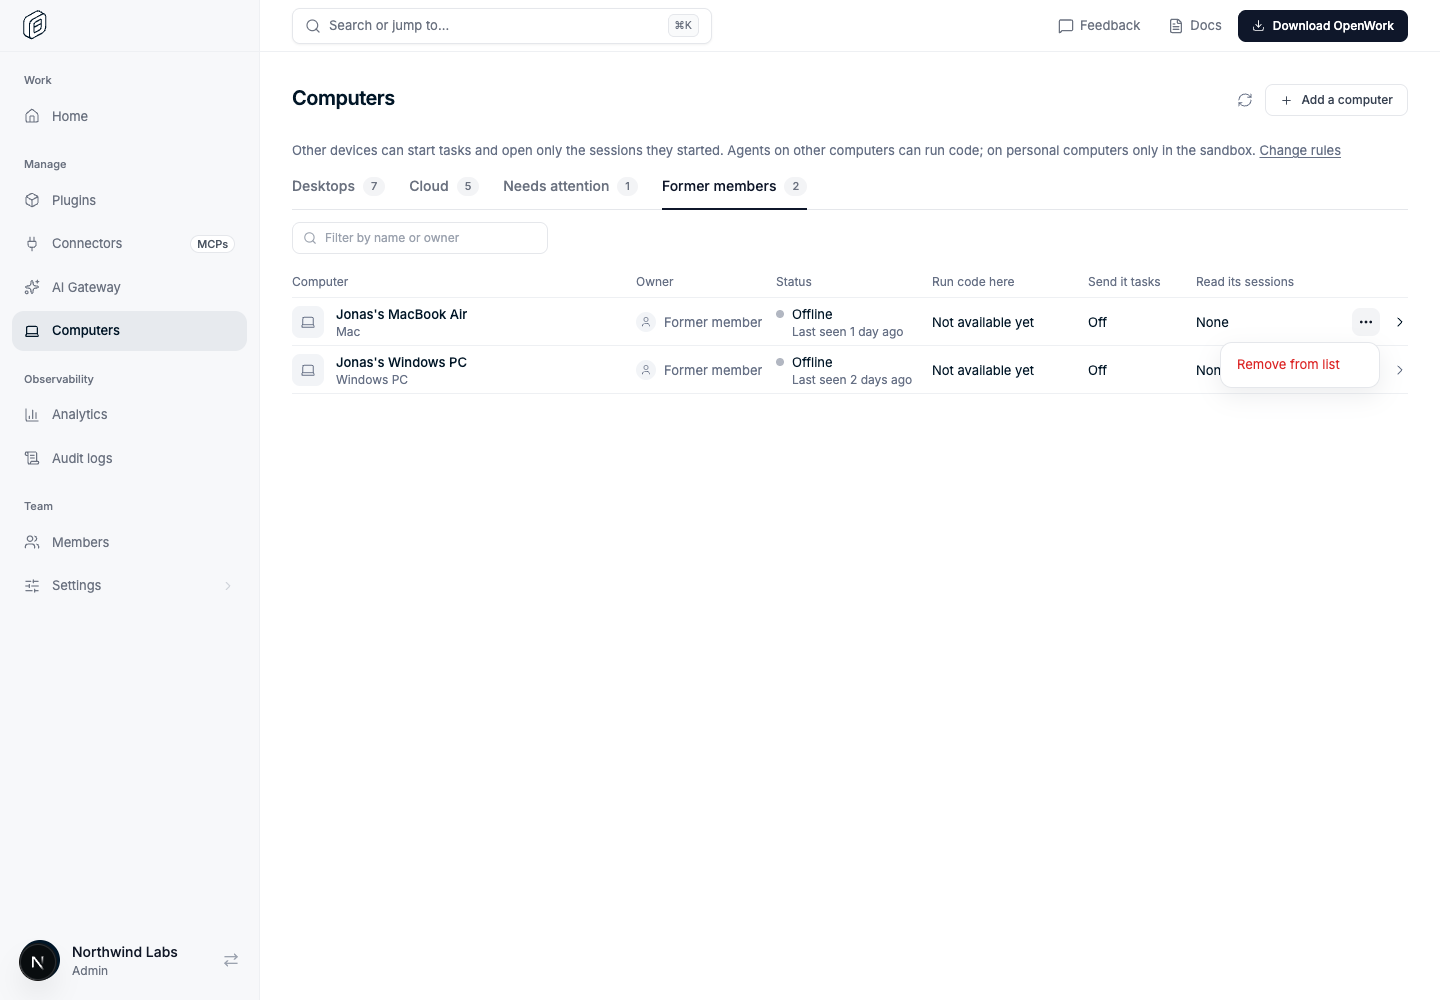 Search or jump to...
⌘K
Feedback
Docs
Download OpenWork
Work
Home
Manage
Plugins
Connectors
MCPs
AI Gateway
Computers
Observability
Analytics
Audit logs
Team
Members
Settings
Northwind Labs
Admin
Computers
Add a computer
Other devices can start tasks and open only the sessions they started. Agents on other computers can run code; on personal computers only in the sandbox. Change rules
Desktops 7
Cloud 5
Needs attention 1
Former members 2
Filter by name or owner
Computer Owner Status Run code here Send it tasks Read its sessions
Jonas's MacBook Air
Mac
Former member
Offline
Last seen 1 day ago
Not available yet
Off
None
Remove from list
Jonas's Windows PC
Windows PC
Former member
Offline
Last seen 2 days ago
Not available yet
Off